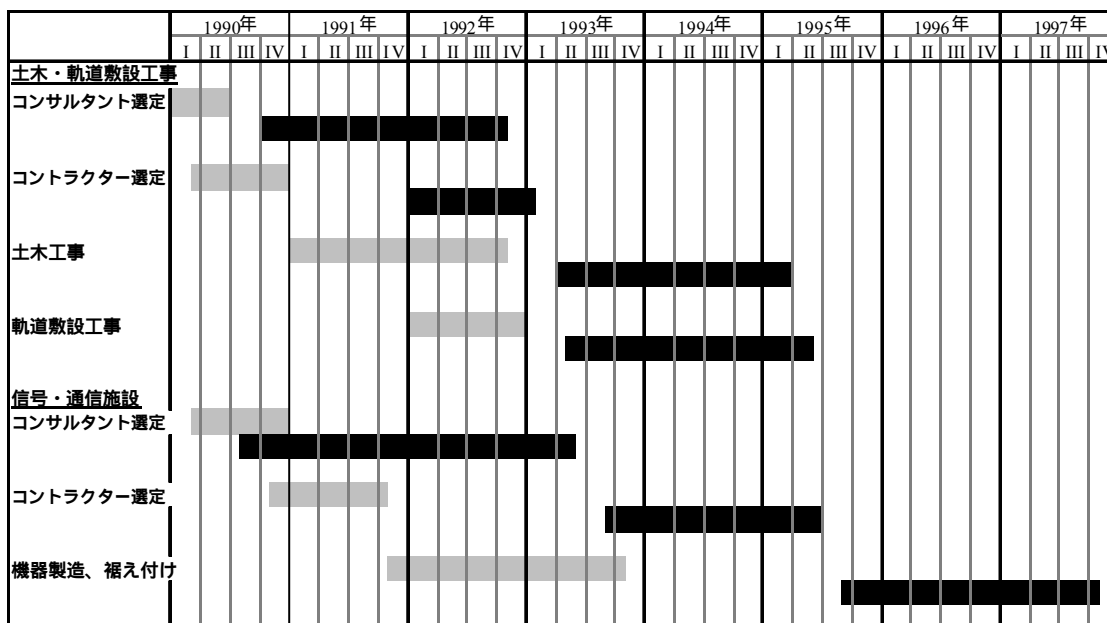 1990年 1991年 1992年 1993年 1994年 1995年 1996年 1997年
I II III IV I II III IV I II III IV I II III IV I II III IV I II III IV I II III IV I II III IV
土木・軌道敷設工事
コンサルタント選定
コントラクター選定
土木工事
軌道敷設工事
信号・通信施設
コンサルタント選定
コントラクター選定
機器製造、裾え付け